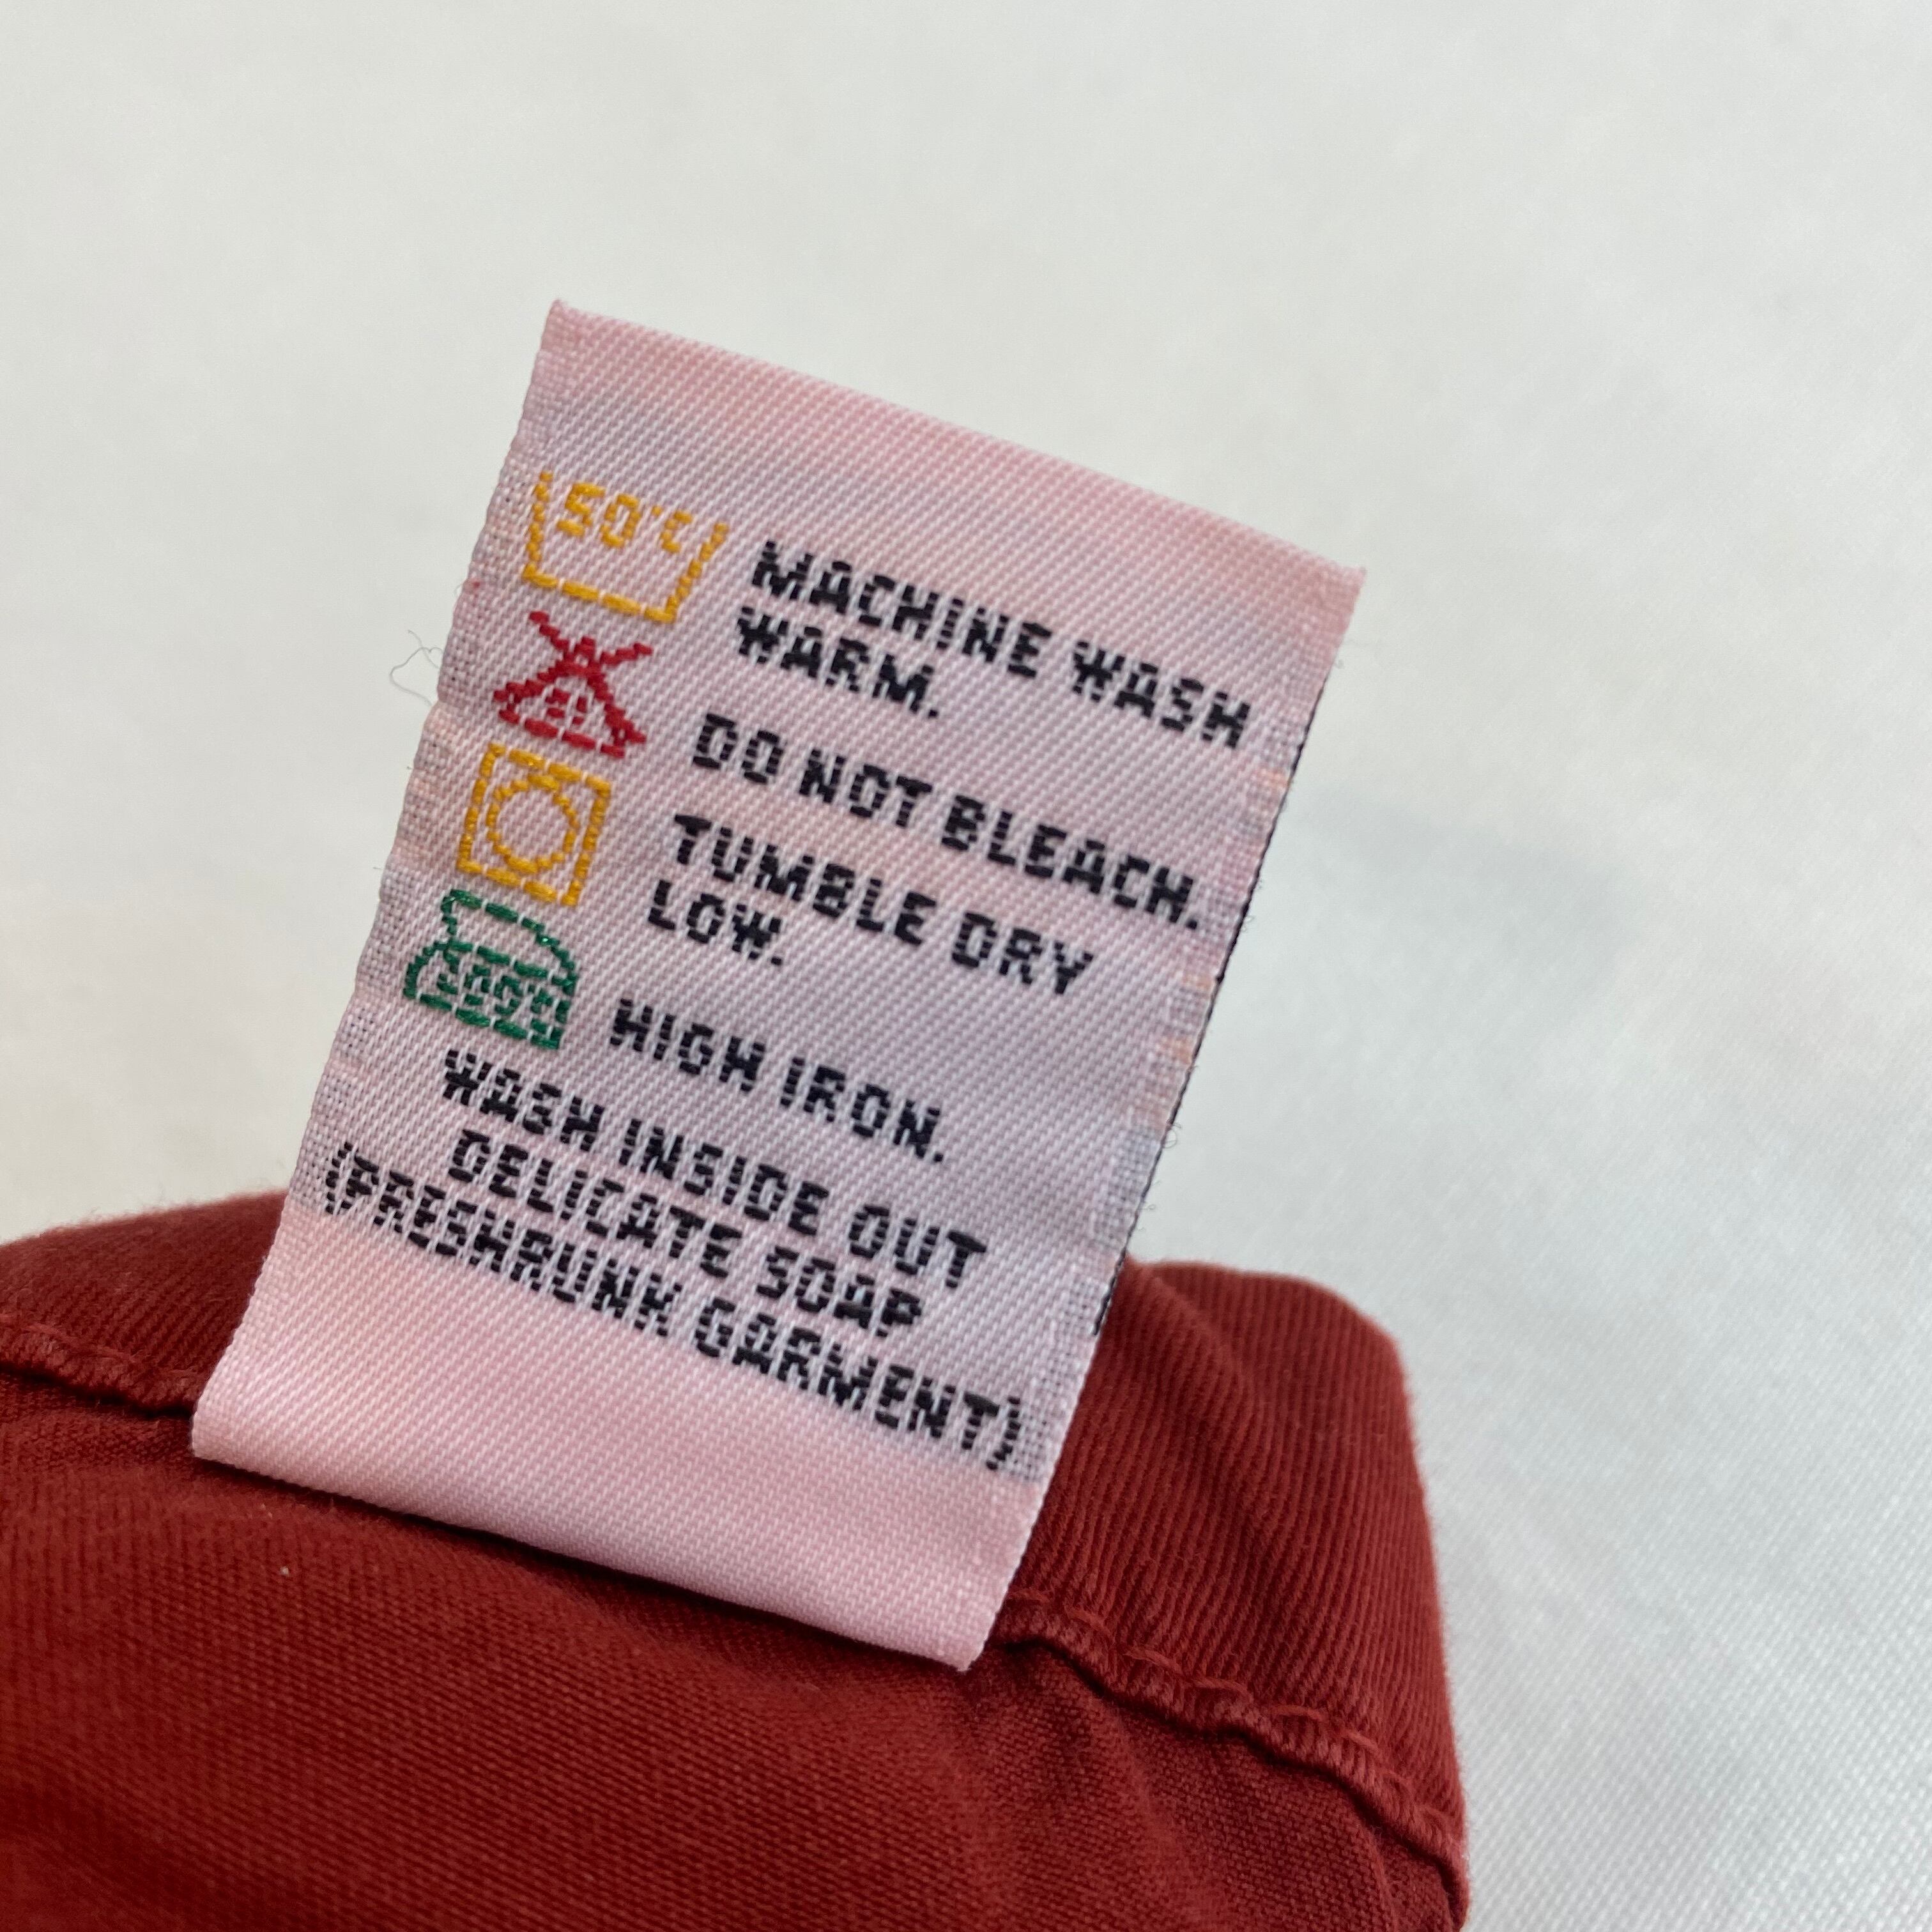 50°C
MACHINE WASH
WARM.
DO NOT BLEACH.
TUMBLE DRY
LOW.
HIGH IRON.
WASH INSIDE OUT
DELICATE SOAP
(PRESHRUNK GARMENT)